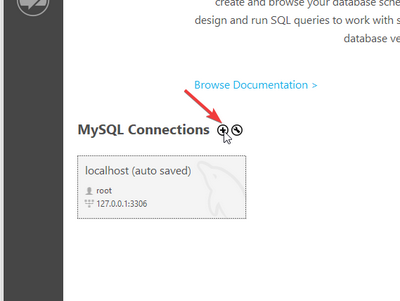 create and browse your database sche
design and run SQL queries to work with s
database ve
Browse Documentation >
MySQL Connections
localhost (auto saved)
root
127.0.0.1:3306